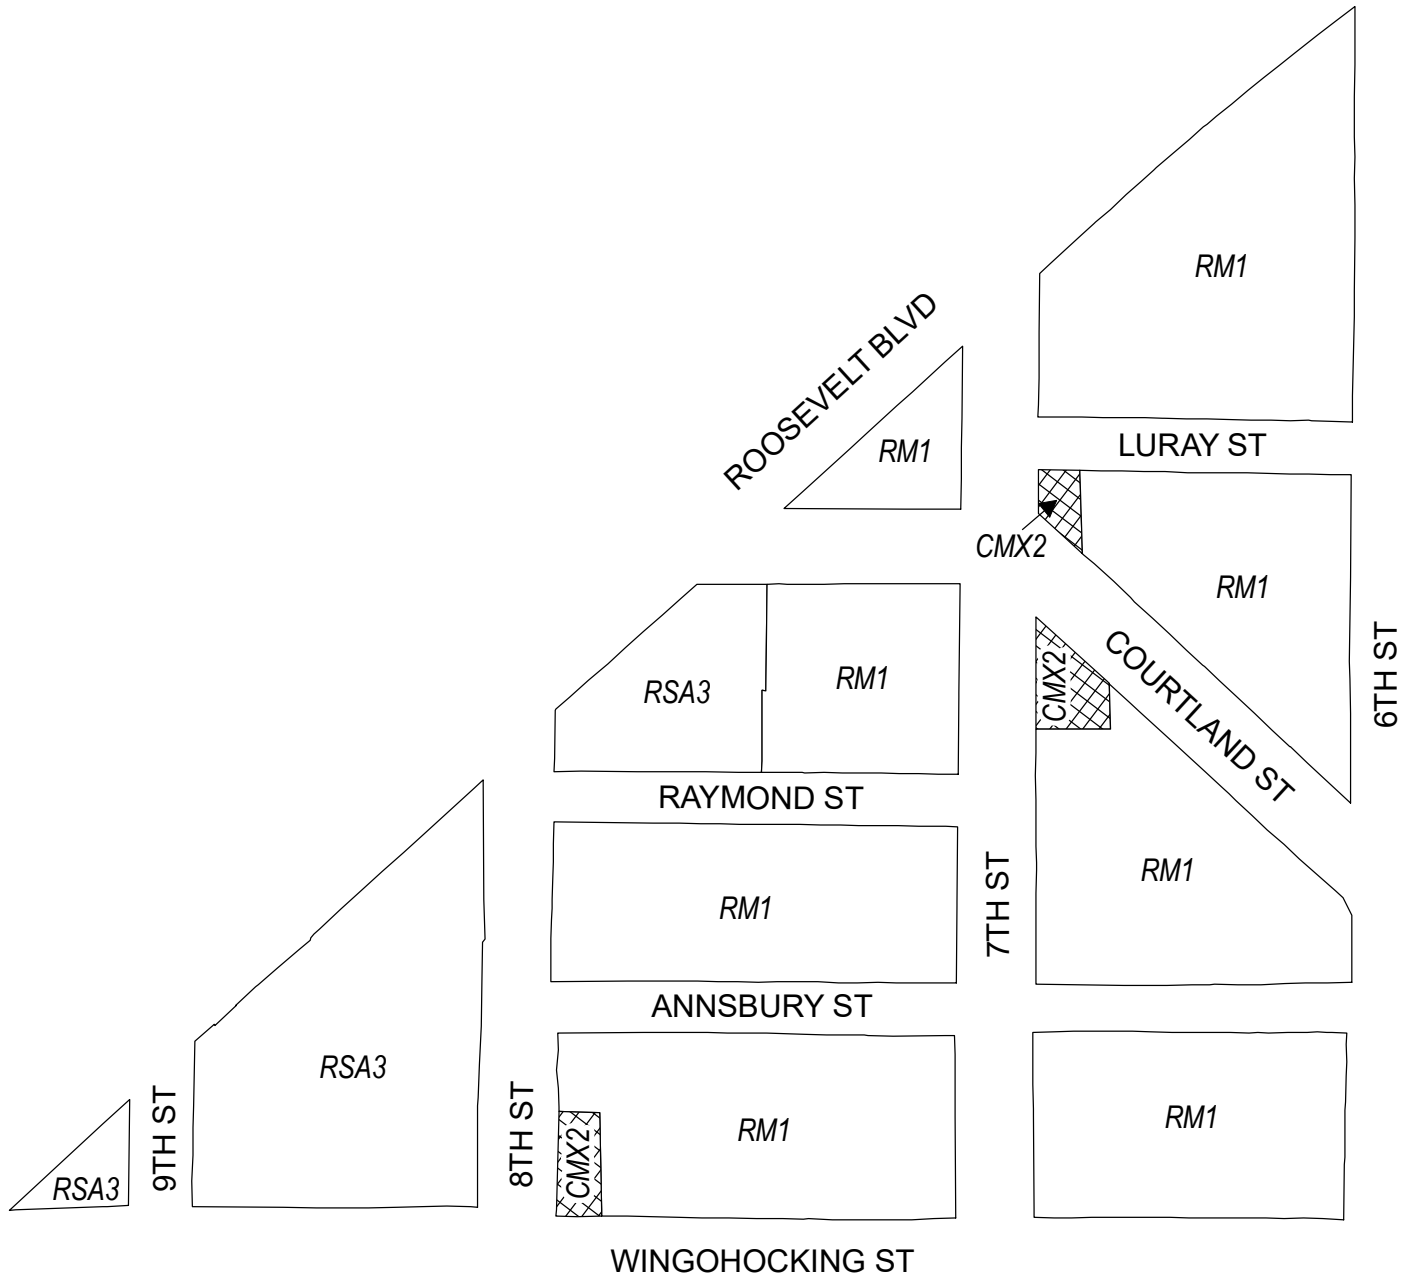 RM1
ROOSEVELT BLVD
RM1
LURAY ST
CMX2
RM1
COURTLAND ST
6TH ST
RSA3
RM1
CMX2
RAYMOND ST
RM1
7TH ST
RM1
ANNSBURY ST
RSA3
9TH ST
RSA3
8TH ST
CMX2
RM1
RM1
WINGOHOCKING ST